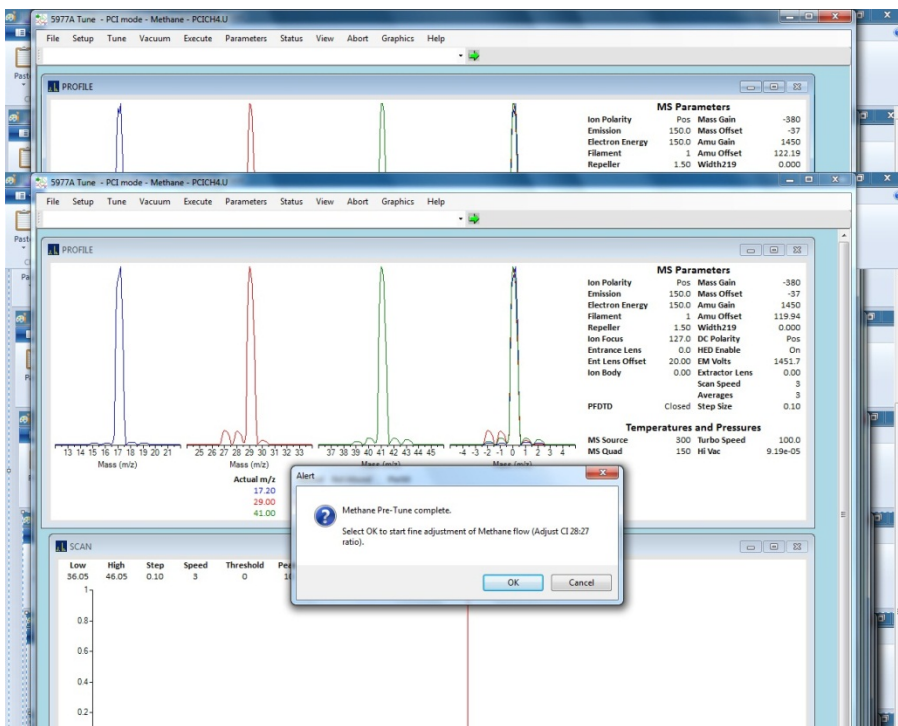 5977A Tune - PCI mode - Methane - PCICH4.U
File Setup Tune Vacuum Execute Parameters Status View Abort Graphics Help
PROFILE
MS Parameters
Ion Polarity Pos Mass Gain -380
Emission 150.0 Mass Offset -37
Electron Energy 150.0 Amu Gain 1450
Filament 1 Amu Offset 122.19
Repeller 1.50 Width219 0.000
5977A Tune - PCI mode - Methane - PCICH4.U
File Setup Tune Vacuum Execute Parameters Status View Abort Graphics Help
Past
PROFILE
MS Parameters
Ion Polarity Pos Mass Gain -380
Emission 150.0 Mass Offset -37
Electron Energy 150.0 Amu Gain 1450
Filament 1 Amu Offset 119.94
Repeller 1.50 Width219 0.000
Ion Focus 127.0 DC Polarity Pos
Entrance Lens 0.0 HED Enable On
Ent Lens Offset 20.00 EM Volts 1451.7
Ion Body 0.00 Extractor Lens 0.00
Scan Speed 3
Averages 3
PFDTD Closed Step Size 0.10
Temperatures and Pressures
MS Source 300 Turbo Speed 100.0
MS Quad 150 Hi Vac 9.19e-05
13 14 15 16 17 18 19 20 21 25 26 27 28 29 30 31 32 33 37 38 39 40 41 42 43 44 45 -4 -3 -2 -1 0 1 2 3 4
Mass (m/z) Mass (m/z) Mass (m/z) Mass (m/z)
Actual m/z
17.20
29.00
41.00
Alert
Methane Pre-Tune complete.
Select OK to start fine adjustment of Methane flow (Adjust CI 28:27
ratio).
OK Cancel
SCAN
Low High Step Speed Threshold
36.05 46.05 0.10 3 0
1
0.8
0.6
0.4
0.2